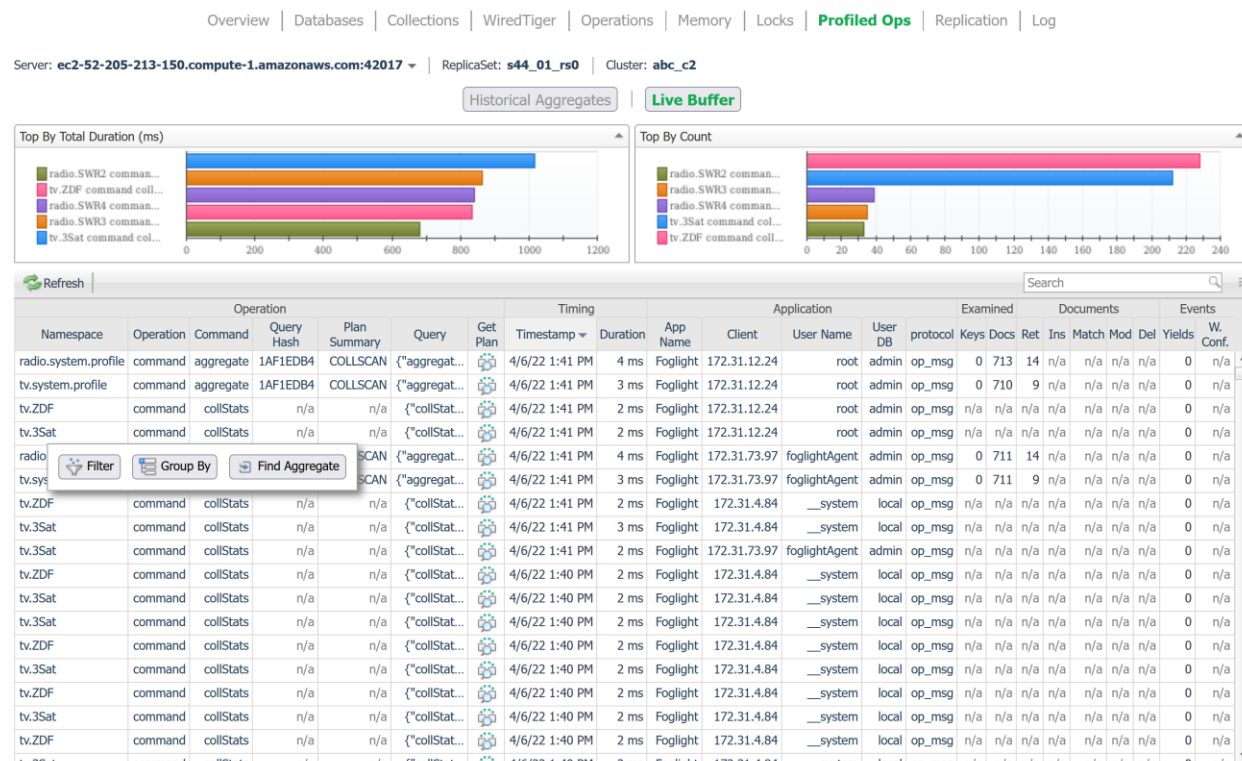 Overview | Databases | Collections | WiredTiger | Operations | Memory | Locks | Profiled Ops | Replication | Log
Server: ec2-52-205-213-150.compute-1.amazonaws.com:42017 | ReplicaSet: s44_01_rs0 | Cluster: abc_c2
Historical Aggregates | Live Buffer
Top By Total Duration (ms)
radio.SWR2 comman...
tv.ZDF command coll...
radio.SWR4 comman...
radio.SWR3 comman...
tv.3Sat command col...
0 200 400 600 800 1000 1200
Top By Count
radio.SWR2 comman...
radio.SWR3 comman...
radio.SWR4 comman...
tv.3Sat command col...
tv.ZDF command coll...
0 20 40 60 80 100 120 140 160 180 200 220 240
Refresh Search
Operation Timing Application Examined Documents Events
Namespace Operation Command Query Hash Plan Summary Query Get Plan Timestamp Duration App Name Client User Name User DB protocol Keys Docs Ret Ins Match Mod Del Yields W. Conf.
radio.system.profile command aggregate 1AF1EDB4 COLLSCAN {"aggregat... 4/6/22 1:41 PM 4 ms Foglight 172.31.12.24 root admin op_msg 0 713 14 n/a n/a n/a n/a 0 n/a
tv.system.profile command aggregate 1AF1EDB4 COLLSCAN {"aggregat... 4/6/22 1:41 PM 3 ms Foglight 172.31.12.24 root admin op_msg 0 710 9 n/a n/a n/a n/a 0 n/a
tv.ZDF command collStats n/a n/a {"collStat... 4/6/22 1:41 PM 2 ms Foglight 172.31.12.24 root admin op_msg n/a n/a n/a n/a n/a n/a n/a 0 n/a
tv.3Sat command collStats n/a n/a {"collStat... 4/6/22 1:41 PM 2 ms Foglight 172.31.12.24 root admin op_msg n/a n/a n/a n/a n/a n/a n/a 0 n/a
radio SCAN {"aggregat... 4/6/22 1:41 PM 4 ms Foglight 172.31.73.97 foglightAgent admin op_msg 0 711 14 n/a n/a n/a n/a 0 n/a
Filter Group By Find Aggregate
tv.sys SCAN {"aggregat... 4/6/22 1:41 PM 3 ms Foglight 172.31.73.97 foglightAgent admin op_msg 0 711 9 n/a n/a n/a n/a 0 n/a
tv.ZDF command collStats n/a n/a {"collStat... 4/6/22 1:41 PM 2 ms Foglight 172.31.4.84 __system local op_msg n/a n/a n/a n/a n/a n/a n/a 0 n/a
tv.3Sat command collStats n/a n/a {"collStat... 4/6/22 1:41 PM 3 ms Foglight 172.31.4.84 __system local op_msg n/a n/a n/a n/a n/a n/a n/a 0 n/a
tv.3Sat command collStats n/a n/a {"collStat... 4/6/22 1:41 PM 2 ms Foglight 172.31.73.97 foglightAgent admin op_msg n/a n/a n/a n/a n/a n/a n/a 0 n/a
tv.ZDF command collStats n/a n/a {"collStat... 4/6/22 1:40 PM 2 ms Foglight 172.31.4.84 __system local op_msg n/a n/a n/a n/a n/a n/a n/a 0 n/a
tv.3Sat command collStats n/a n/a {"collStat... 4/6/22 1:40 PM 2 ms Foglight 172.31.4.84 __system local op_msg n/a n/a n/a n/a n/a n/a n/a 0 n/a
tv.3Sat command collStats n/a n/a {"collStat... 4/6/22 1:40 PM 2 ms Foglight 172.31.4.84 __system local op_msg n/a n/a n/a n/a n/a n/a n/a 0 n/a
tv.ZDF command collStats n/a n/a {"collStat... 4/6/22 1:40 PM 2 ms Foglight 172.31.4.84 __system local op_msg n/a n/a n/a n/a n/a n/a n/a 0 n/a
tv.3Sat command collStats n/a n/a {"collStat... 4/6/22 1:40 PM 2 ms Foglight 172.31.4.84 __system local op_msg n/a n/a n/a n/a n/a n/a n/a 0 n/a
tv.ZDF command collStats n/a n/a {"collStat... 4/6/22 1:40 PM 2 ms Foglight 172.31.4.84 __system local op_msg n/a n/a n/a n/a n/a n/a n/a 0 n/a
tv.3Sat command collStats n/a n/a {"collStat... 4/6/22 1:40 PM 2 ms Foglight 172.31.4.84 __system local op_msg n/a n/a n/a n/a n/a n/a n/a 0 n/a
tv.ZDF command collStats n/a n/a {"collStat... 4/6/22 1:40 PM 2 ms Foglight 172.31.4.84 __system local op_msg n/a n/a n/a n/a n/a n/a n/a 0 n/a